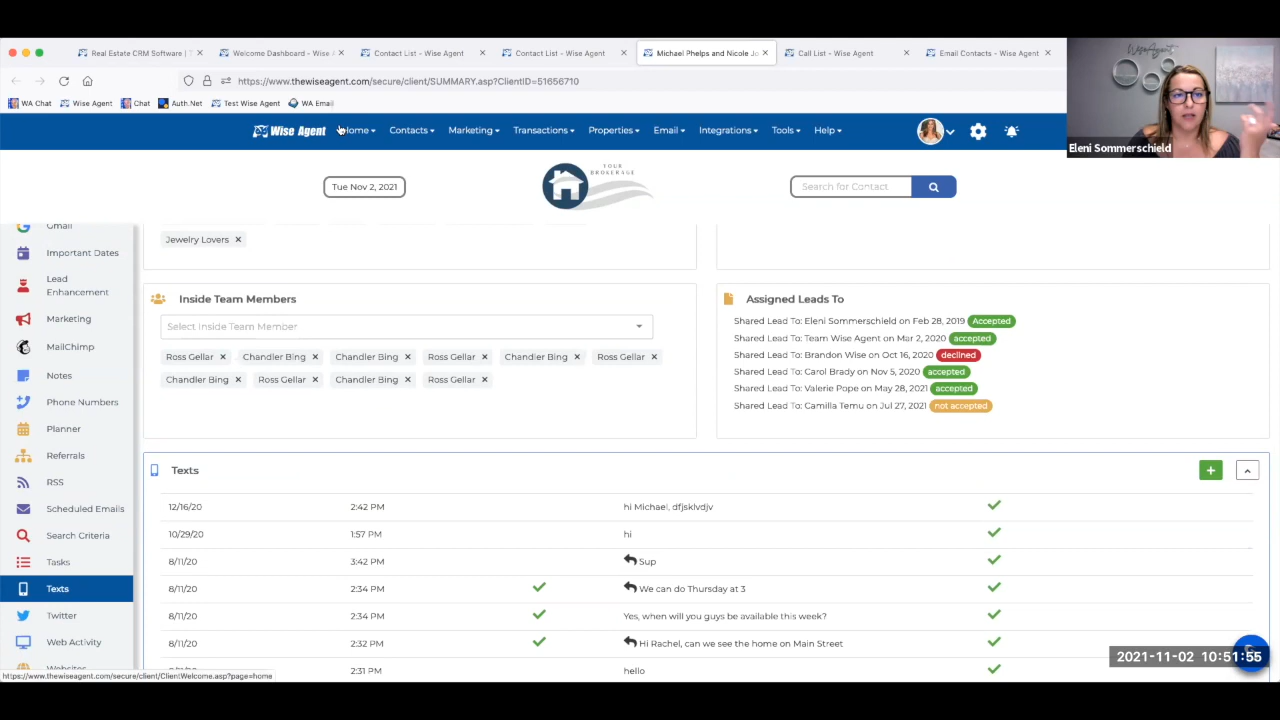 Real Estate CRM Software | T
Welcome Dashboard - Wise A
Contact List - Wise Agent
Contact List - Wise Agent
Michael Phelps and Nicole Jo
Call List - Wise Agent
Email Contacts - Wise Agent
https://www.thewiseagent.com/secure/client/SUMMARY.asp?ClientID=51656710
WA Chat
Wise Agent
Chat
Auth.Net
Test Wise Agent
WA Email
WiseAgent
Eleni Sommerschield
Wise Agent
Home
Contacts
Marketing
Transactions
Properties
Email
Integrations
Tools
Help
Tue Nov 2, 2021
YOUR
BROKERAGE
Search for Contact
Gmail
Important Dates
Lead
Enhancement
Marketing
MailChimp
Notes
Phone Numbers
Planner
Referrals
RSS
Scheduled Emails
Search Criteria
Tasks
Texts
Twitter
Web Activity
Websites
Jewelry Lovers ×
Inside Team Members
Select Inside Team Member
Ross Gellar × Chandler Bing × Chandler Bing × Ross Gellar × Chandler Bing × Ross Gellar ×
Chandler Bing × Ross Gellar × Chandler Bing × Ross Gellar ×
Assigned Leads To
Shared Lead To: Eleni Sommerschield on Feb 28, 2019 Accepted
Shared Lead To: Team Wise Agent on Mar 2, 2020 accepted
Shared Lead To: Brandon Wise on Oct 16, 2020 declined
Shared Lead To: Carol Brady on Nov 5, 2020 accepted
Shared Lead To: Valerie Pope on May 28, 2021 accepted
Shared Lead To: Camilla Temu on Jul 27, 2021 not accepted
Texts
12/16/20 2:42 PM hi Michael, dfjsklvdjv
10/29/20 1:57 PM hi
8/11/20 3:42 PM Sup
8/11/20 2:34 PM We can do Thursday at 3
8/11/20 2:34 PM Yes, when will you guys be available this week?
8/11/20 2:32 PM Hi Rachel, can we see the home on Main Street
2:31 PM hello
https://www.thewiseagent.com/secure/client/ClientWelcome.asp?page=home
2021-11-02 10:51:55